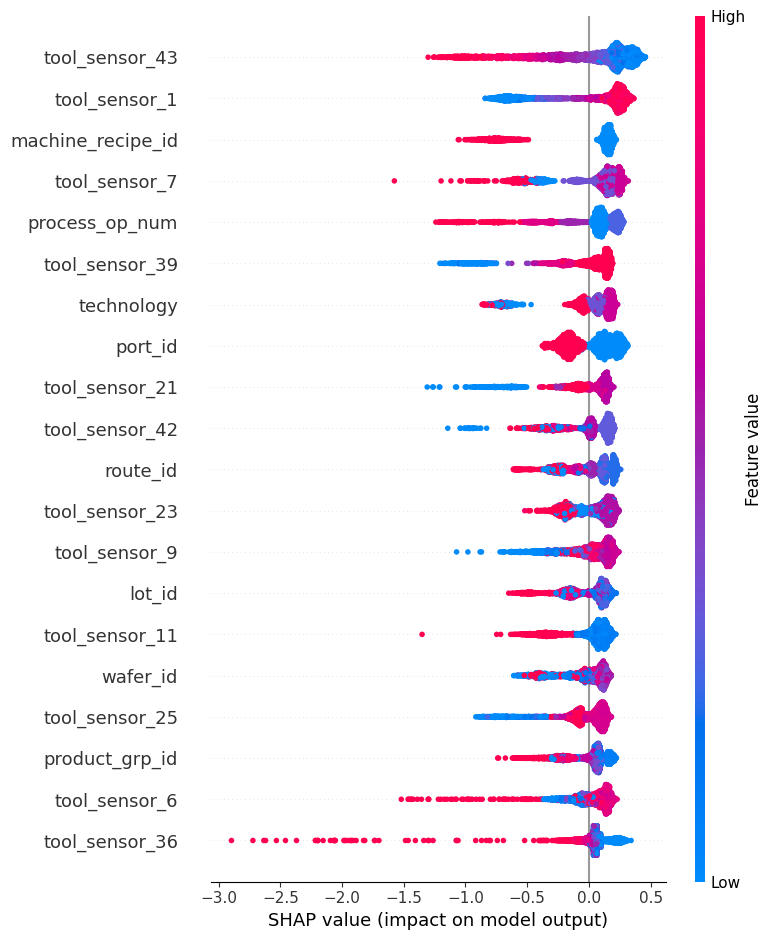 High
tool_sensor_43
tool_sensor_1
machine_recipe_id
tool_sensor_7
process_op_num
tool_sensor_39
technology
port_id
tool_sensor_21
tool_sensor_42
route_id
tool_sensor_23
tool_sensor_9
lot_id
tool_sensor_11
wafer_id
tool_sensor_25
product_grp_id
tool_sensor_6
tool_sensor_36
Feature value
Low
−3.0 −2.5 −2.0 −1.5 −1.0 −0.5 0.0 0.5
SHAP value (impact on model output)